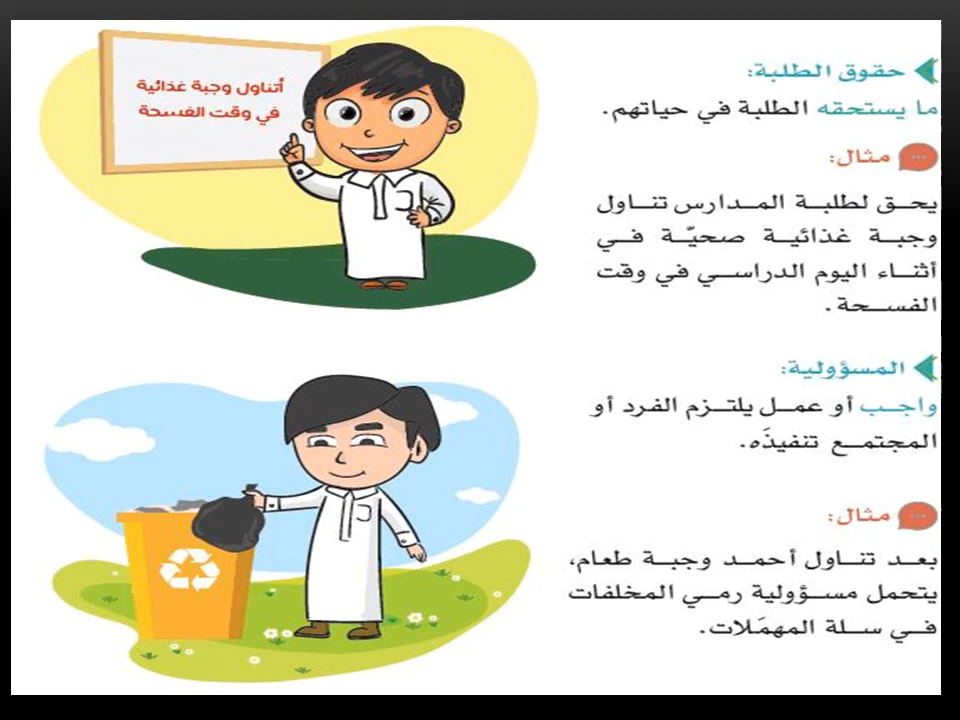 حقوق الطلبة:
ما يستحقه الطلبة في حياتهم.
مثال:
يحق لطلبة المدارس تناول
وجبة غذائية صحيّة في
أثناء اليوم الدراسي في وقت
الفسحة.
أتناول وجبة غذائية
في وقت الفسحة
المسؤولية:
واجب أو عمل يلتزم الفرد أو
المجتمع تنفيذَه.
مثال:
بعد تناول أحمد وجبة طعام،
يتحمل مسؤولية رمي المخلفات
في سلة المهمَلات.